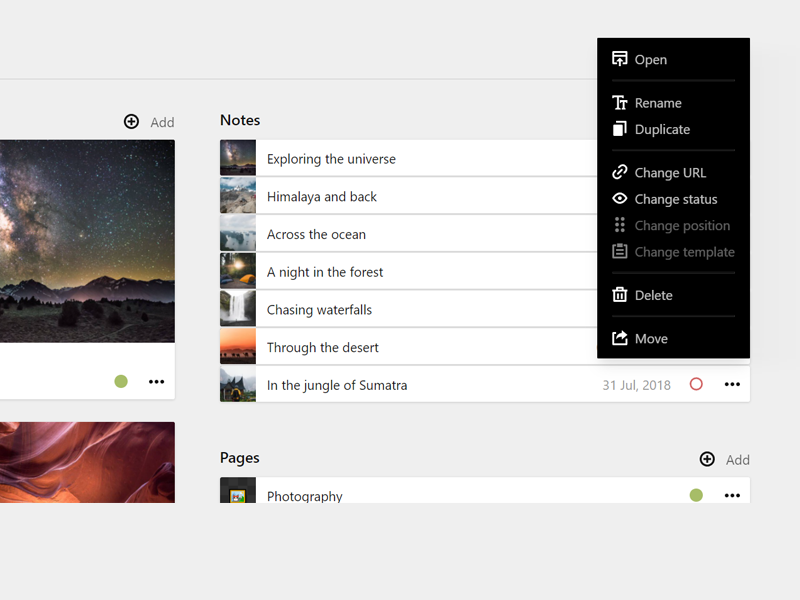 Add
Notes
Exploring the universe
Himalaya and back
Across the ocean
A night in the forest
Chasing waterfalls
Through the desert
In the jungle of Sumatra
31 Jul, 2018
Open
Rename
Duplicate
Change URL
Change status
Change position
Change template
Delete
Move
Pages
Add
Photography